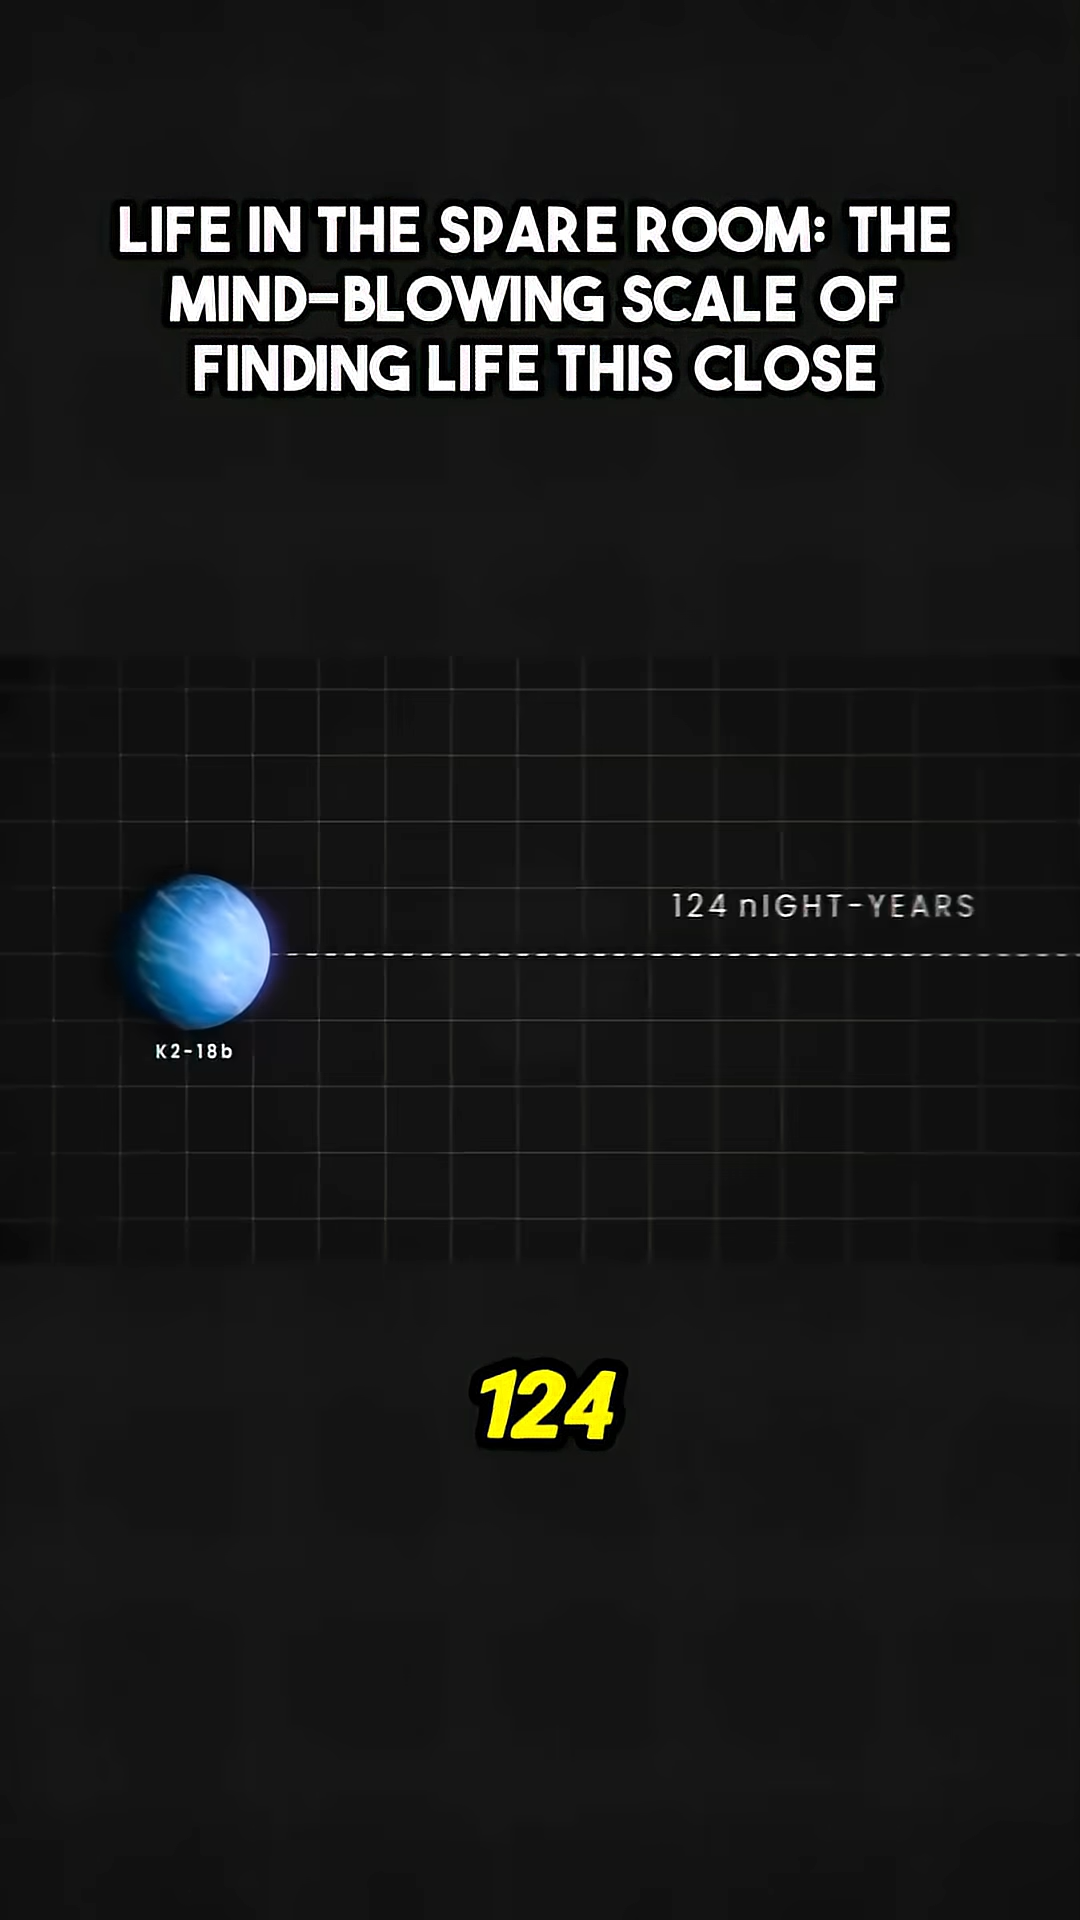 LIFE IN THE SPARE ROOM: THE
MIND-BLOWING SCALE OF
FINDING LIFE THIS CLOSE
124 nIGHT-YEARS
K2-18b
124